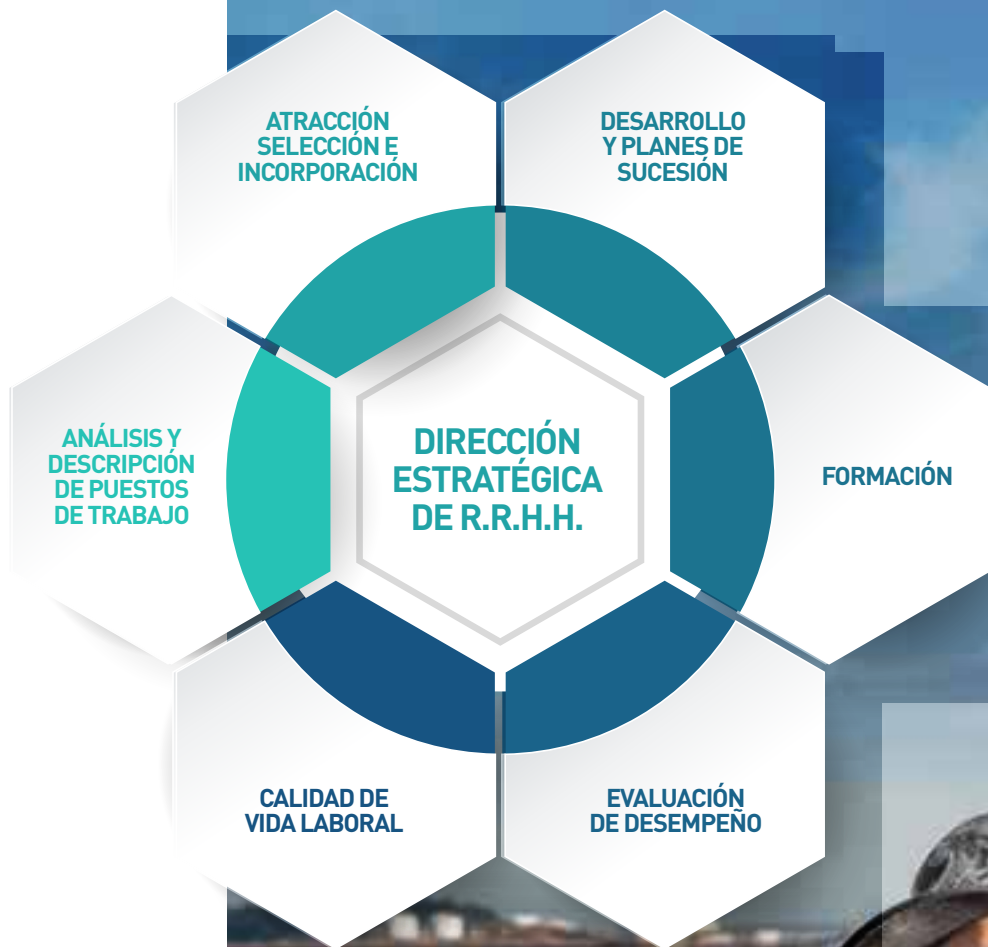 ATRACCIÓN
SELECCIÓN E
INCORPORACIÓN
DESARROLLO
Y PLANES DE
SUCESIÓN
ANÁLISIS Y
DESCRIPCIÓN
DE PUESTOS
DE TRABAJO
DIRECCIÓN
ESTRATÉGICA
DE R.R.H.H.
FORMACIÓN
CALIDAD DE
VIDA LABORAL
EVALUACIÓN
DE DESEMPEÑO